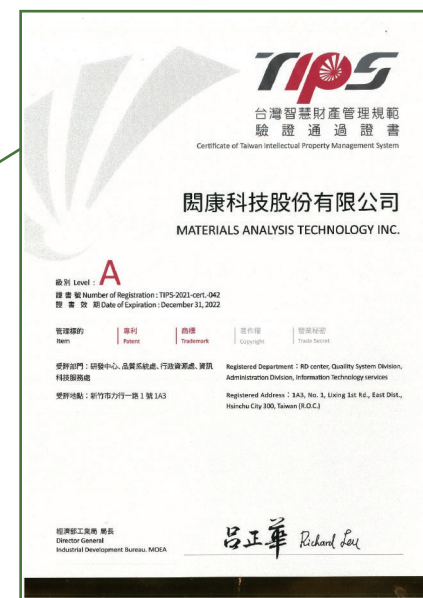 TIPS
台灣智慧財產管理規範
驗證通過證書
Certificate of Taiwan Intellectual Property Management System
閎康科技股份有限公司
MATERIALS ANALYSIS TECHNOLOGY INC.
級別 Level : A
證書號 Number of Registration : TIPS-2021-cert.-042
證書效期 Date of Expiration : December 31, 2022
管理標的 專利 商標 著作權 營業秘密
Item Patent Trademark Copyright Trade Secret
受評部門：研發中心、品質系統處、行政資源處、資訊
科技服務處
Registered Department：RD center, Quaility System Division,
Administration Division, Information Technology services
受評地點：新竹市力行一路 1 號 1A3
Registered Address：1A3, No. 1, Lixing 1st Rd., East Dist.,
Hsinchu City 300, Taiwan (R.O.C.)
經濟部工業局 局長
Director General
Industrial Development Bureau. MOEA
呂正華 Richard Leu